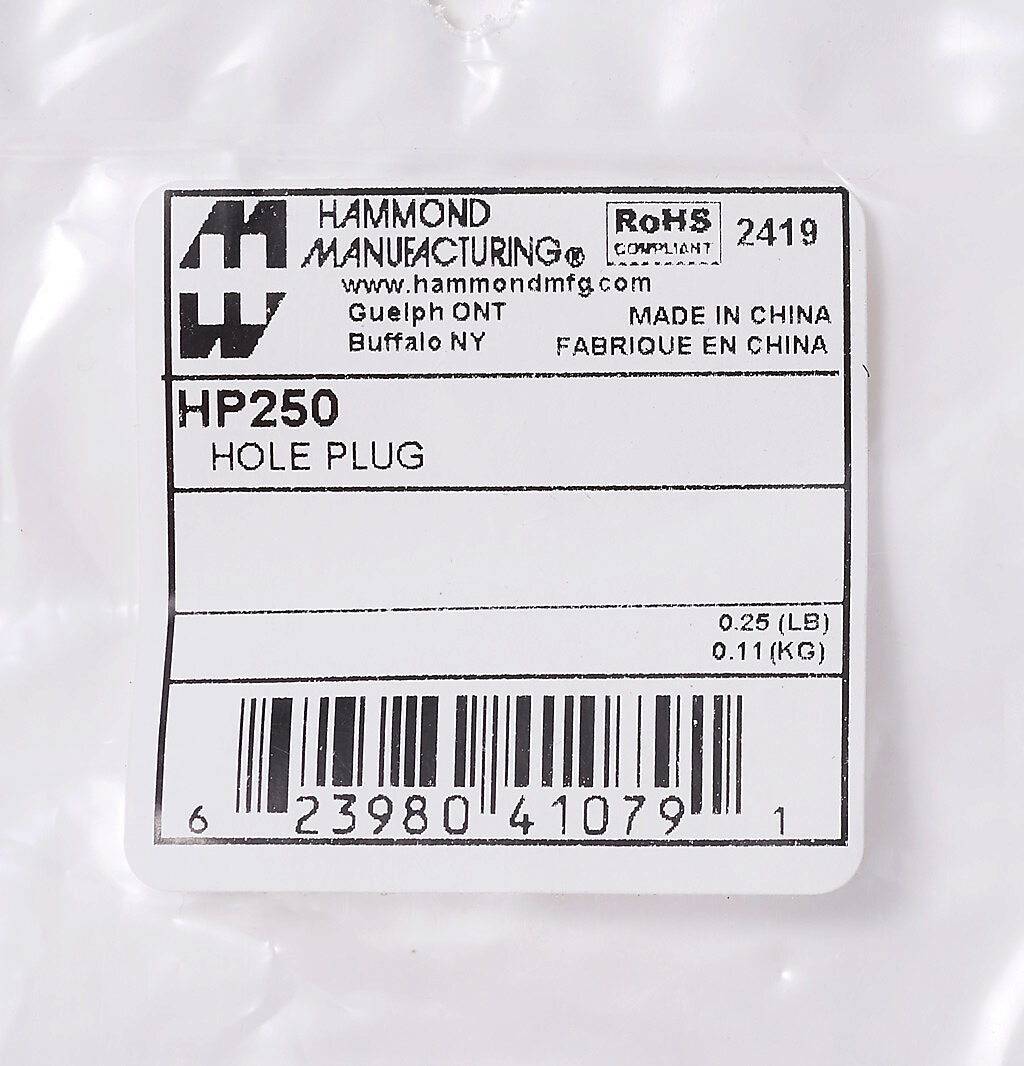 HAMMOND
MANUFACTURING®
RoHS
COMPLIANT
2419
www.hammondmfg.com
Guelph ONT
Buffalo NY
MADE IN CHINA
FABRIQUE EN CHINA
HP250
HOLE PLUG
0.25 (LB)
0.11 (KG)
6 23980 41079 1